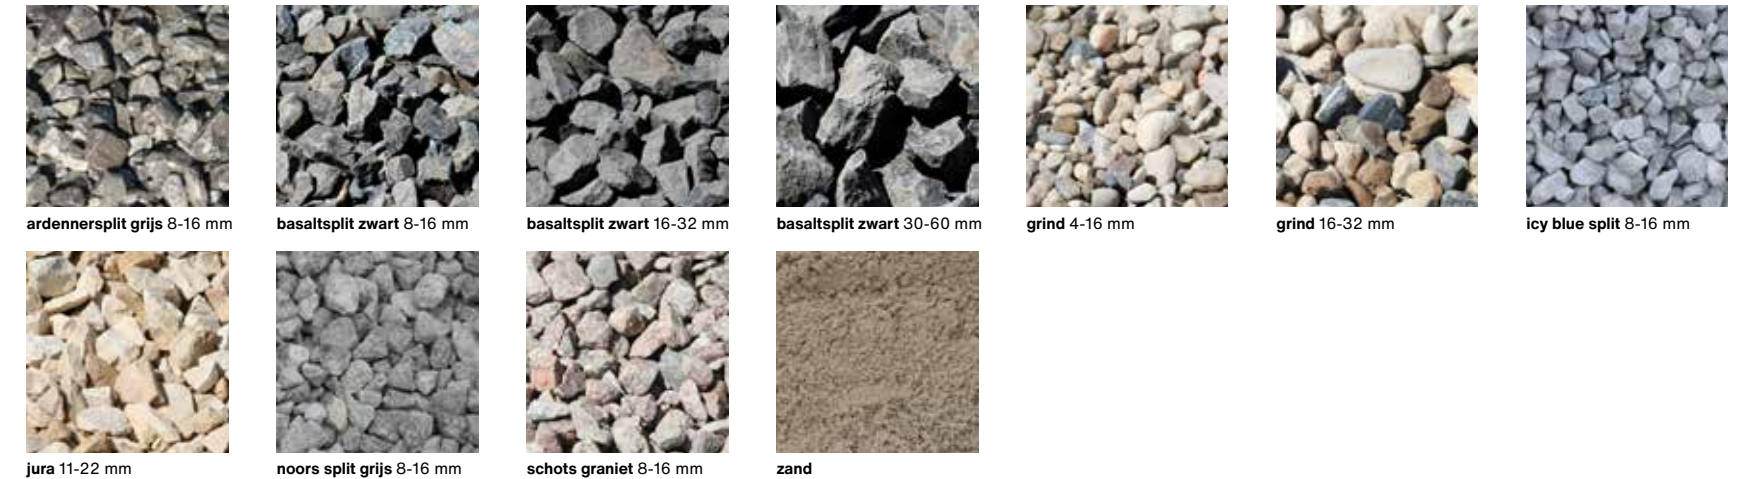 ardennersplit grijs 8-16 mm
basaltsplit zwart 8-16 mm
basaltsplit zwart 16-32 mm
basaltsplit zwart 30-60 mm
grind 4-16 mm
grind 16-32 mm
icy blue split 8-16 mm
jura 11-22 mm
noors split grijs 8-16 mm
schots graniet 8-16 mm
zand